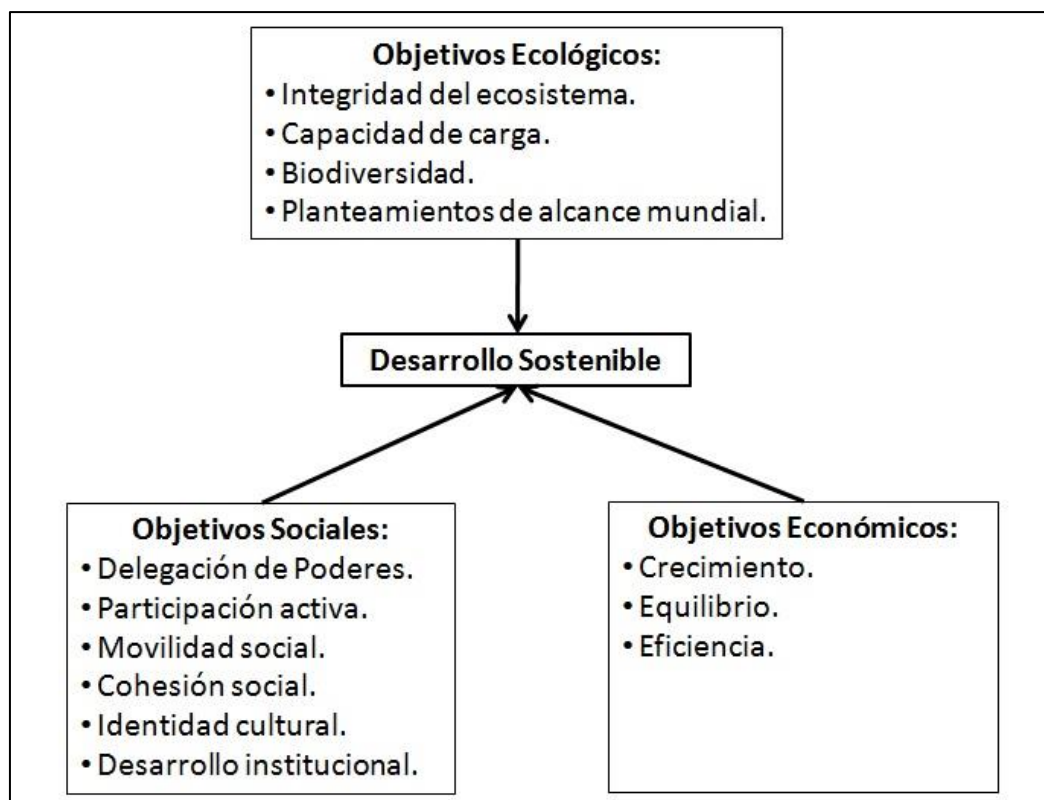 Objetivos Ecológicos:
• Integridad del ecosistema.
• Capacidad de carga.
• Biodiversidad.
• Planteamientos de alcance mundial.
Desarrollo Sostenible
Objetivos Sociales:
• Delegación de Poderes.
• Participación activa.
• Movilidad social.
• Cohesión social.
• Identidad cultural.
• Desarrollo institucional.
Objetivos Económicos:
• Crecimiento.
• Equilibrio.
• Eficiencia.